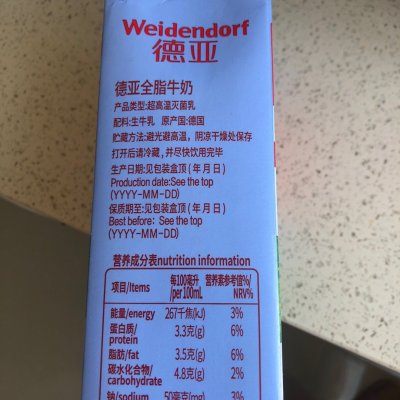 Weidendorf
德亚
德亚全脂牛奶
产品类型:超高温灭菌乳
配料:生牛乳 原产国:德国
贮藏方法:避光避高温，阴凉干燥处保存
打开后请冷藏，并尽快饮用完毕
生产日期:见包装盒顶(年月日)
Production date:See the top
(YYYY-MM-DD)
保质期至:见包装盒顶(年月日)
Best before: See the top
(YYYY-MM-DD)
营养成分表nutrition information
项目/Items 每100毫升/per 100mL 营养素参考值%/NRV%
能量/energy 267千焦(kJ) 3%
蛋白质/protein 3.3克(g) 6%
脂肪/fat 3.5克(g) 6%
碳水化合物/carbohydrate 4.8克(g) 2%
钠/sodium 50毫克(mg) 3%